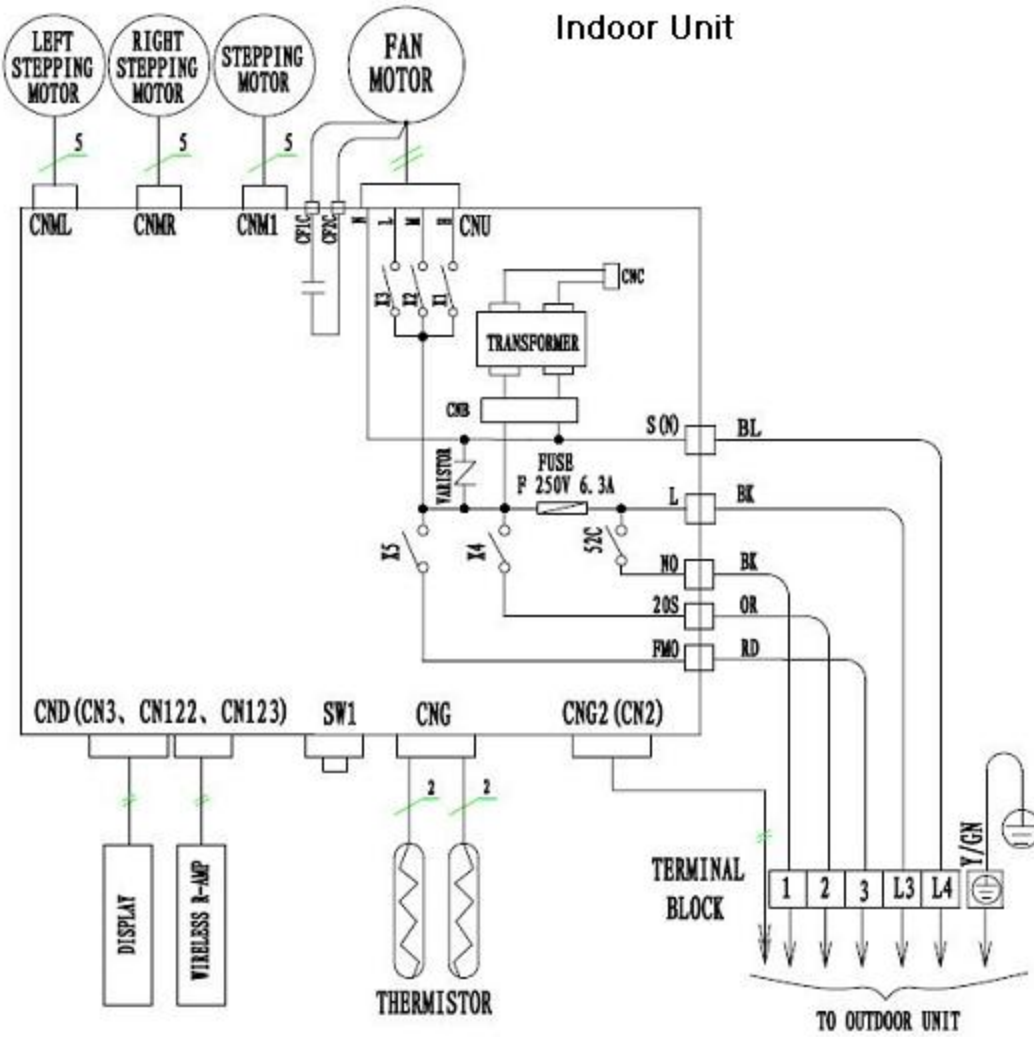 Indoor Unit
LEFT
STEPPING
MOTOR
RIGHT
STEPPING
MOTOR
STEPPING
MOTOR
FAN
MOTOR
5
5
5
CNML
CNMR
CNM1
CF1C
CF2C
N
L
M
H
CNU
X3
X2
X1
CNC
TRANSFORMER
CNB
VARISTOR
FUSE
F 250V 6.3A
S(N)
BL
L
BK
X5
X4
52C
NO
BK
20S
OR
FMO
RD
CND(CN3、CN122、CN123)
SW1
CNG
CNG2(CN2)
2
2
DISPLAY
WIRELESS R-AMP
THERMISTOR
TERMINAL
BLOCK
1
2
3
L3
L4
Y/GN
TO OUTDOOR UNIT